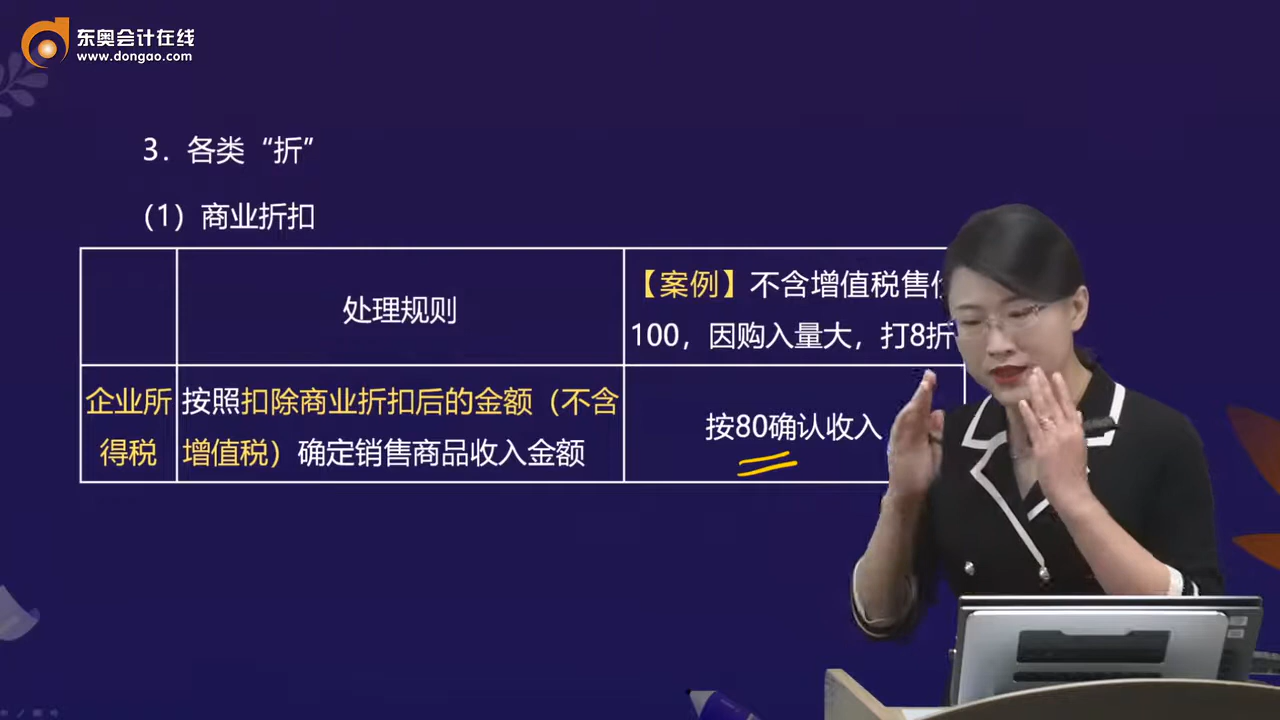 东奥会计在线
www.dongao.com
3. 各类“折”
（1）商业折扣
处理规则
【案例】不含增值税售
100，因购入量大，打8折
企业所
得税
按照扣除商业折扣后的金额（不含
增值税）确定销售商品收入金额
按80确认收入